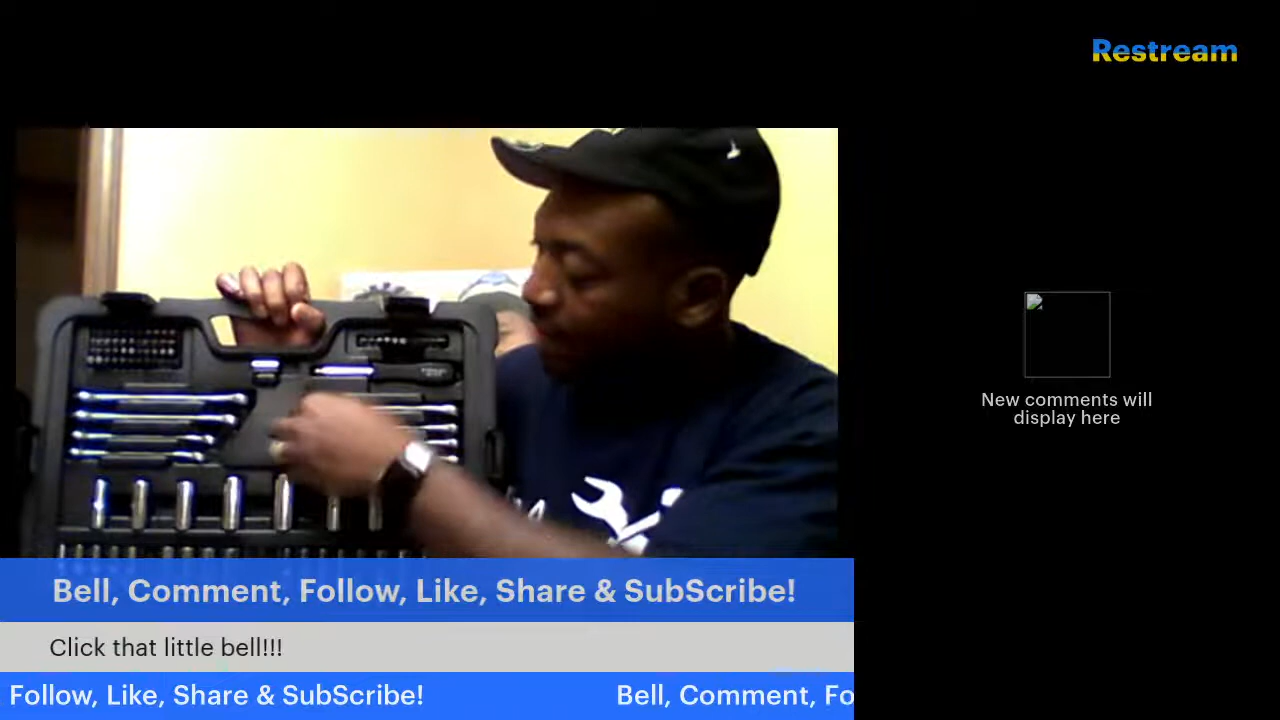 Restream
New comments will
display here
Bell, Comment, Follow, Like, Share & SubScribe!
Click that little bell!!!
Follow, Like, Share & SubScribe!
Bell, Comment, Fo